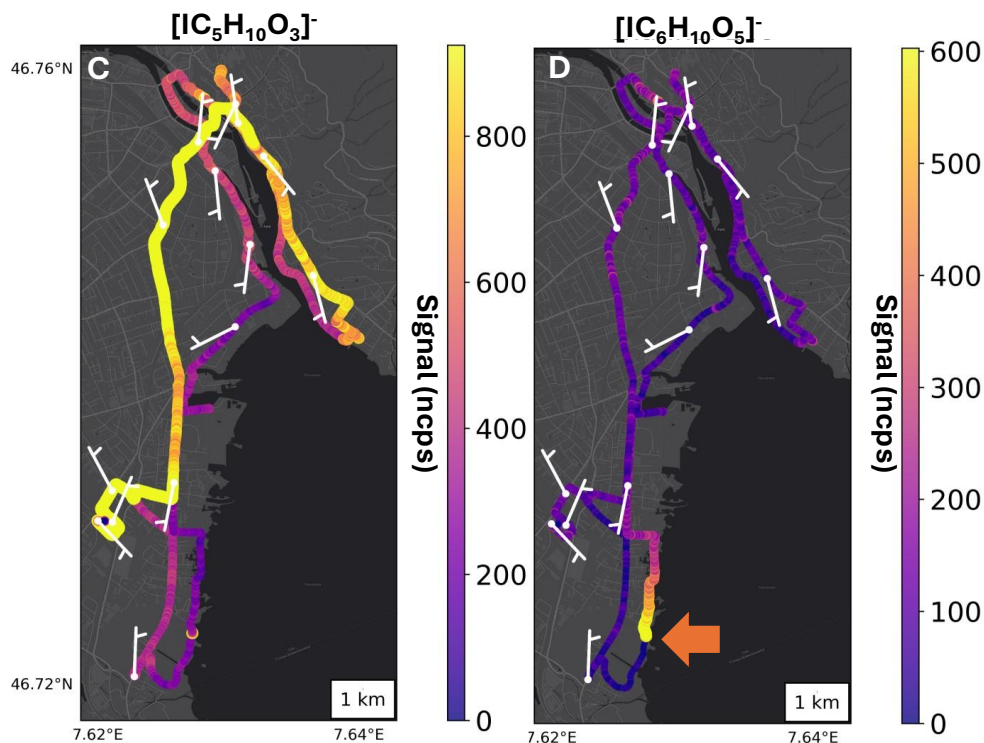 [IC₅H₁₀O₃]⁻
[IC₆H₁₀O₅]⁻
46.76°N
C
D
800
600
400
200
0
Signal (ncps)
600
500
400
300
200
100
0
Signal (ncps)
46.72°N
1 km
1 km
7.62°E
7.64°E
7.62°E
7.64°E